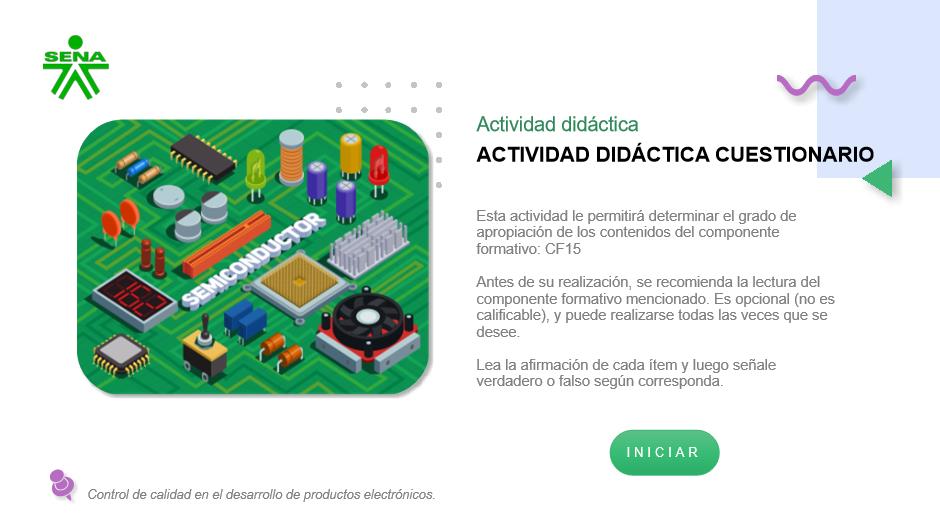 SENA
Actividad didáctica
ACTIVIDAD DIDÁCTICA CUESTIONARIO
SEMICONDUCTOR
Esta actividad le permitirá determinar el grado de
apropiación de los contenidos del componente
formativo: CF15
Antes de su realización, se recomienda la lectura del
componente formativo mencionado. Es opcional (no es
calificable), y puede realizarse todas las veces que se
desee.
Lea la afirmación de cada ítem y luego señale
verdadero o falso según corresponda.
INICIAR
Control de calidad en el desarrollo de productos electrónicos.